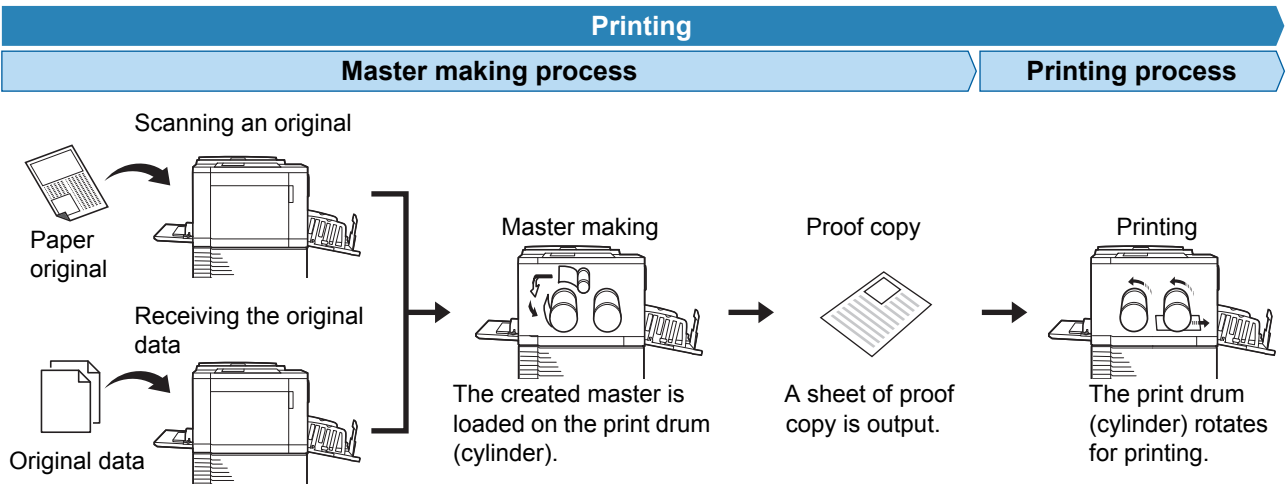 Printing
Master making process
Printing process
Scanning an original
Paper
original
Receiving the original
data
Original data
Master making
The created master is
loaded on the print drum
(cylinder).
Proof copy
A sheet of proof
copy is output.
Printing
The print drum
(cylinder) rotates
for printing.